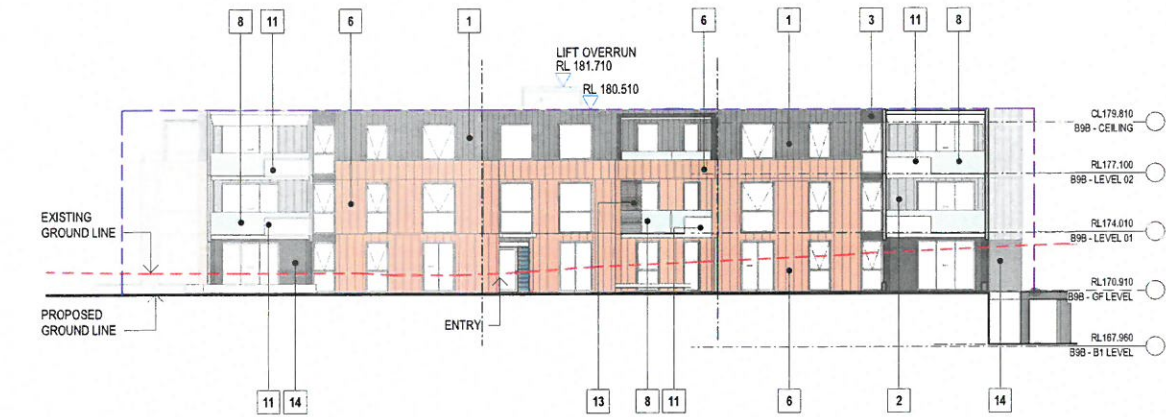 8
11
6
1
6
1
3
11
8
LIFT OVERRUN
RL 181.710
RL 180.510
CL179.810
B9B - CEILING
RL177.100
B9B - LEVEL 02
EXISTING
GROUND LINE
RL174.010
B9B - LEVEL 01
RL170.910
B9B - GF LEVEL
PROPOSED
GROUND LINE
ENTRY
RL167.960
B9B - B1 LEVEL
11
14
13
8
11
6
2
14